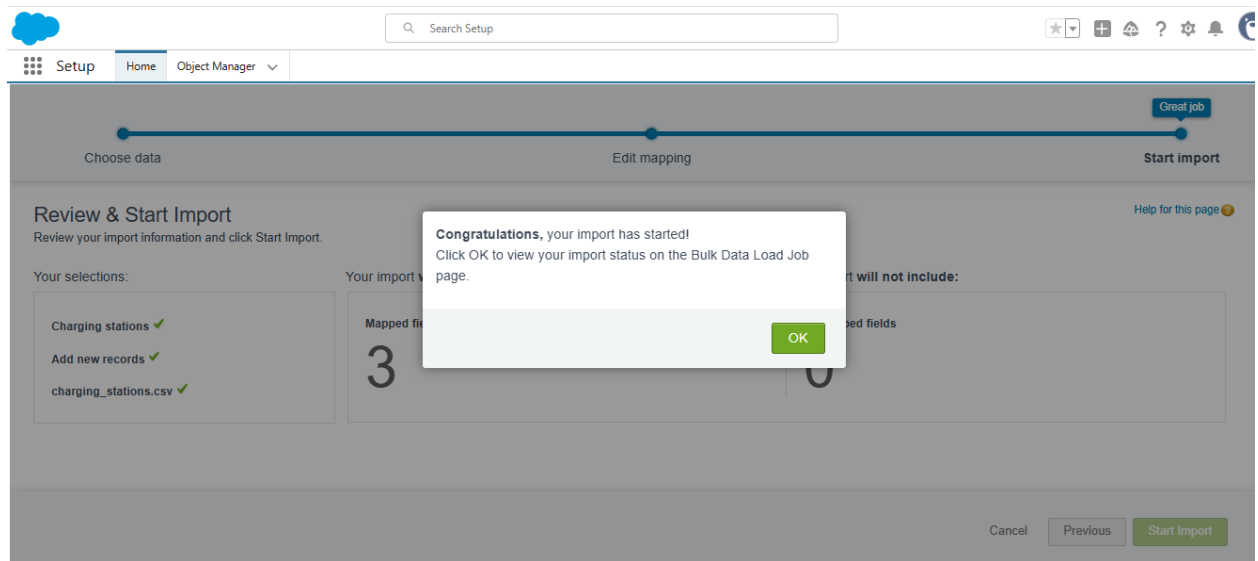 Search Setup
Setup
Home
Object Manager
Great job
Choose data
Edit mapping
Start import
Review & Start Import
Help for this page
Review your import information and click Start Import.
Congratulations, your import has started!
Click OK to view your import status on the Bulk Data Load Job
page.
OK
Your selections:
Your import
will not include:
Charging stations
Add new records
charging_stations.csv
Mapped
3
fields
0
Cancel
Previous
Start Import